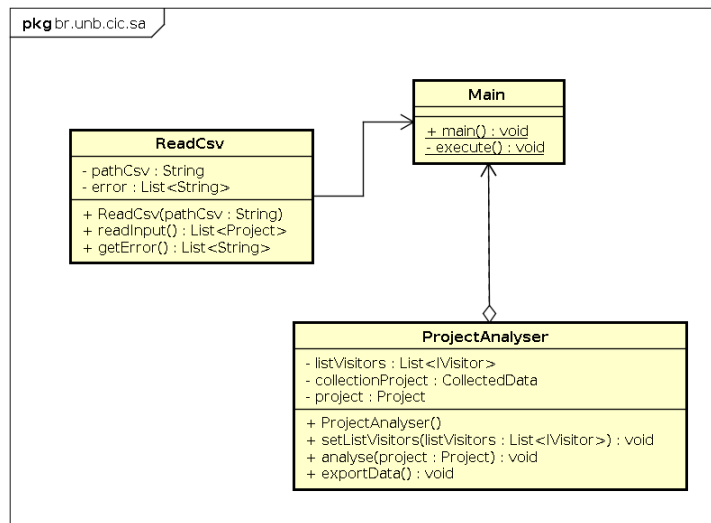 pkg br.unb.cic.sa
Main
+ main() : void
- execute() : void
ReadCsv
- pathCsv : String
- error : List<String>
+ ReadCsv(pathCsv : String)
+ readInput() : List<Project>
+ getError() : List<String>
ProjectAnalyser
- listVisitors : List<IVisitor>
- collectionProject : CollectedData
- project : Project
+ ProjectAnalyser()
+ setListVisitors(listVisitors : List<IVisitor>) : void
+ analyse(project : Project) : void
+ exportData() : void